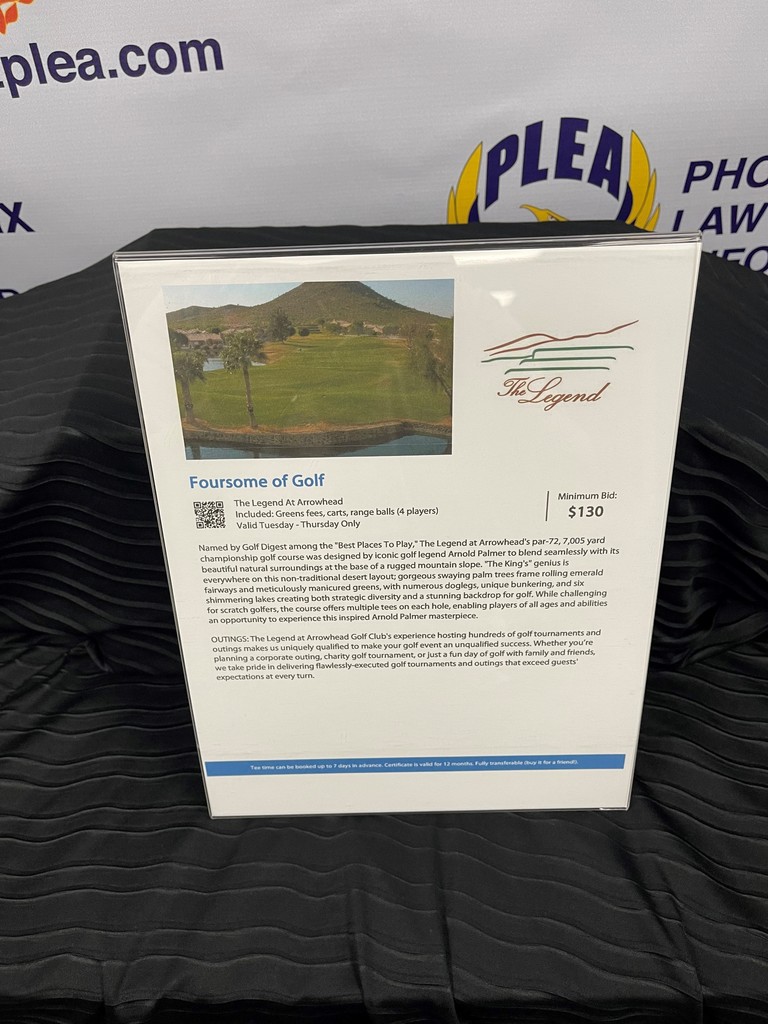 plea.com
PLEA
PHO
LAW
X
The Legend
Foursome of Golf
The Legend At Arrowhead
Included: Greens fees, carts, range balls (4 players)
Valid Tuesday - Thursday Only
Minimum Bid:
$130
Named by Golf Digest among the "Best Places To Play," The Legend at Arrowhead's par-72, 7,005 yard
championship golf course was designed by iconic golf legend Arnold Palmer to blend seamlessly with its
beautiful natural surroundings at the base of a rugged mountain slope. "The King's" genius is
everywhere on this non-traditional desert layout; gorgeous swaying palm trees frame rolling emerald
fairways and meticulously manicured greens, with numerous doglegs, unique bunkering, and six
shimmering lakes creating both strategic diversity and a stunning backdrop for golf. While challenging
for scratch golfers, the course offers multiple tees on each hole, enabling players of all ages and abilities
an opportunity to experience this inspired Arnold Palmer masterpiece.
OUTINGS: The Legend at Arrowhead Golf Club's experience hosting hundreds of golf tournaments and
outings makes us uniquely qualified to make your golf event an unqualified success. Whether you're
planning a corporate outing, charity golf tournament, or just a fun day of golf with family and friends,
we take pride in delivering flawlessly-executed golf tournaments and outings that exceed guests'
expectations at every turn.
Tee time can be booked up to 7 days in advance. Certificate is valid for 12 months. Fully transferable (buy it for a friend!).